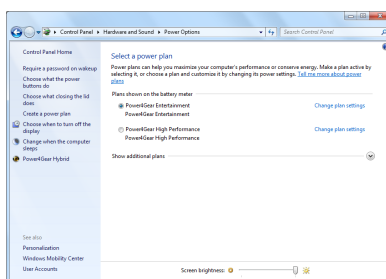 Control Panel ▸ Hardware and Sound ▸ Power Options
Search Control Panel
Control Panel Home
Require a password on wakeup
Choose what the power
buttons do
Choose what closing the lid
does
Create a power plan
Choose when to turn off the
display
Change when the computer
sleeps
Power4Gear Hybrid
See also
Personalization
Windows Mobility Center
User Accounts
Select a power plan
Power plans can help you maximize your computer's performance or conserve energy. Make a plan active by
selecting it, or choose a plan and customize it by changing its power settings. Tell me more about power
plans
Plans shown on the battery meter
Power4Gear Entertainment Change plan settings
Power4Gear Entertainment
Power4Gear High Performance Change plan settings
Power4Gear High Performance
Show additional plans
Screen brightness: